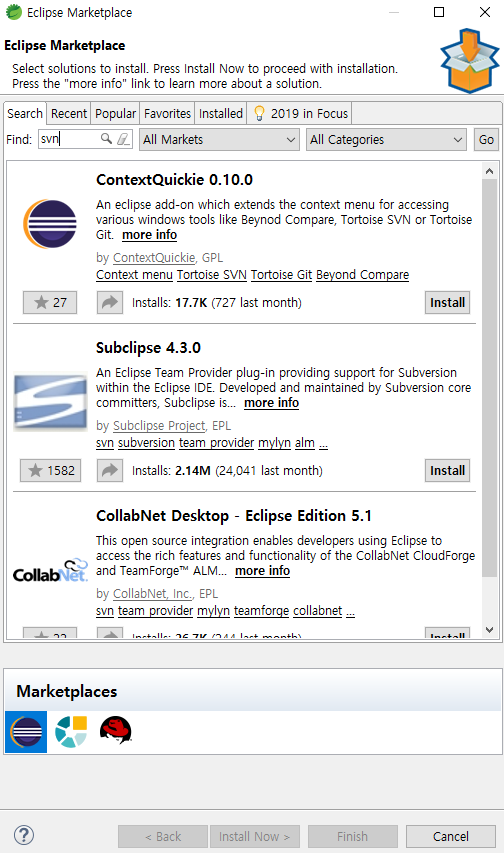 Eclipse Marketplace
Eclipse Marketplace
Select solutions to install. Press Install Now to proceed with installation.
Press the "more info" link to learn more about a solution.
Search Recent Popular Favorites Installed 2019 in Focus
Find: svn All Markets All Categories Go
ContextQuickie 0.10.0
An eclipse add-on which extends the context menu for accessing
various windows tools like Beynod Compare, Tortoise SVN or Tortoise
Git. more info
by ContextQuickie, GPL
Context menu Tortoise SVN Tortoise Git Beyond Compare
27 Installs: 17.7K (727 last month) Install
Subclipse 4.3.0
An Eclipse Team Provider plug-in providing support for Subversion
within the Eclipse IDE. Developed and maintained by Subversion core
committers, Subclipse is... more info
by Subclipse Project, EPL
svn subversion team provider mylyn alm ...
1582 Installs: 2.14M (24,041 last month) Install
CollabNet Desktop - Eclipse Edition 5.1
This open source integration enables developers using Eclipse to
access the rich features and functionality of the CollabNet CloudForge
and TeamForge™ ALM... more info
CollabNet.
by CollabNet, Inc., EPL
svn team provider mylyn teamforge collabnet ...
Installs: 26.7K (244 last month) Install
Marketplaces
? < Back Install Now > Finish Cancel